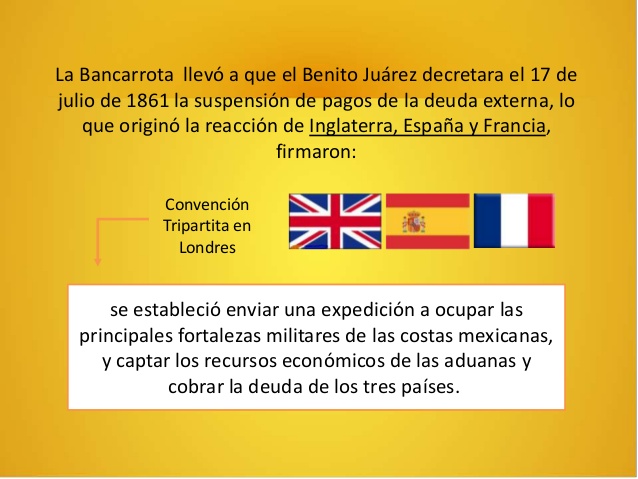 La Bancarrota llevó a que el Benito Juárez decretara el 17 de
julio de 1861 la suspensión de pagos de la deuda externa, lo
que originó la reacción de Inglaterra, España y Francia,
firmaron:
Convención
Tripartita en
Londres
se estableció enviar una expedición a ocupar las
principales fortalezas militares de las costas mexicanas,
y captar los recursos económicos de las aduanas y
cobrar la deuda de los tres países.